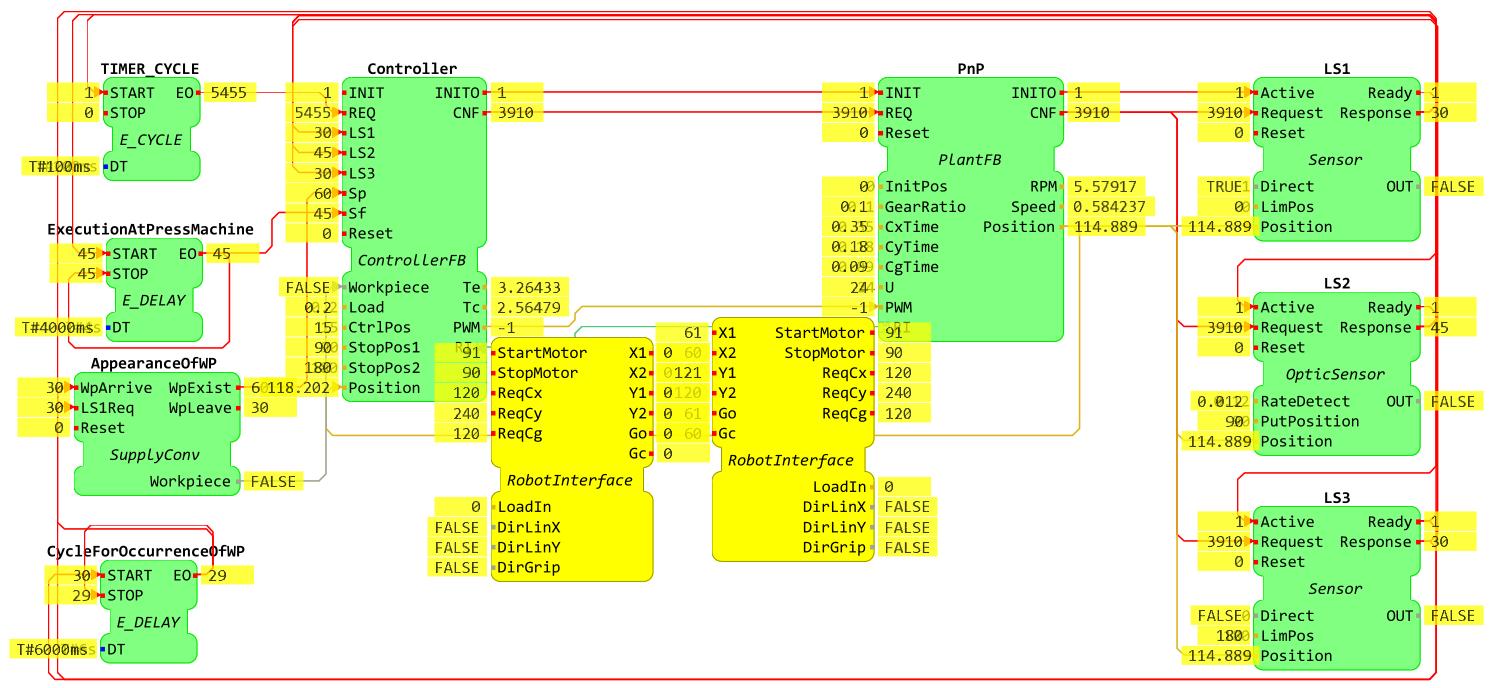 TIMER_CYCLE
1 START EO 5455
0 STOP
E_CYCLE
T#100ms DT
ExecutionAtPressMachine
45 START EO 45
45 STOP
E_DELAY
T#4000ms DT
AppearanceOfWP
30 WpArrive WpExist 60
30 LS1Req WpLeave 30
0 Reset
SupplyConv
Workpiece FALSE
CycleForOccurrenceOfWP
30 START EO 29
29 STOP
E_DELAY
T#6000ms DT
Controller
1 INIT INITO 1
5455 REQ CNF 3910
30 LS1
45 LS2
30 LS3
60 Sp
45 Sf
0 Reset
ControllerFB
FALSE Workpiece Te 3.26433
0.2 Load Tc 2.56479
15 CtrlPos PWM -1
90 StopPos1
180 StopPos2
118.202 Position
91 StartMotor X1 0
90 StopMotor X2 0
120 ReqCx Y1 0
240 ReqCy Y2 0
120 ReqCg Go 0
Gc 0
RobotInterface
0 LoadIn
FALSE DirLinX
FALSE DirLinY
FALSE DirGrip
61 X1 StartMotor 91
60 X2 StopMotor 90
121 Y1 ReqCx 120
120 Y2 ReqCy 240
61 Go ReqCg 120
60 Gc
RobotInterface
LoadIn 0
DirLinX FALSE
DirLinY FALSE
DirGrip FALSE
PnP
1 INIT INITO 1
3910 REQ CNF 3910
0 Reset
PlantFB
0 InitPos RPM 5.57917
0.1 GearRatio Speed 0.584237
0.35 CxTime Position 114.889
0.18 CyTime
0.09 CgTime
24 U
-1 PWM
LS1
1 Active Ready 1
3910 Request Response 30
0 Reset
Sensor
TRUE Direct OUT FALSE
0 LimPos
114.889 Position
LS2
1 Active Ready 1
3910 Request Response 45
0 Reset
OpticSensor
0.012 RateDetect OUT FALSE
90 PutPosition
114.889 Position
LS3
1 Active Ready 1
3910 Request Response 30
0 Reset
Sensor
FALSE Direct OUT FALSE
180 LimPos
114.889 Position